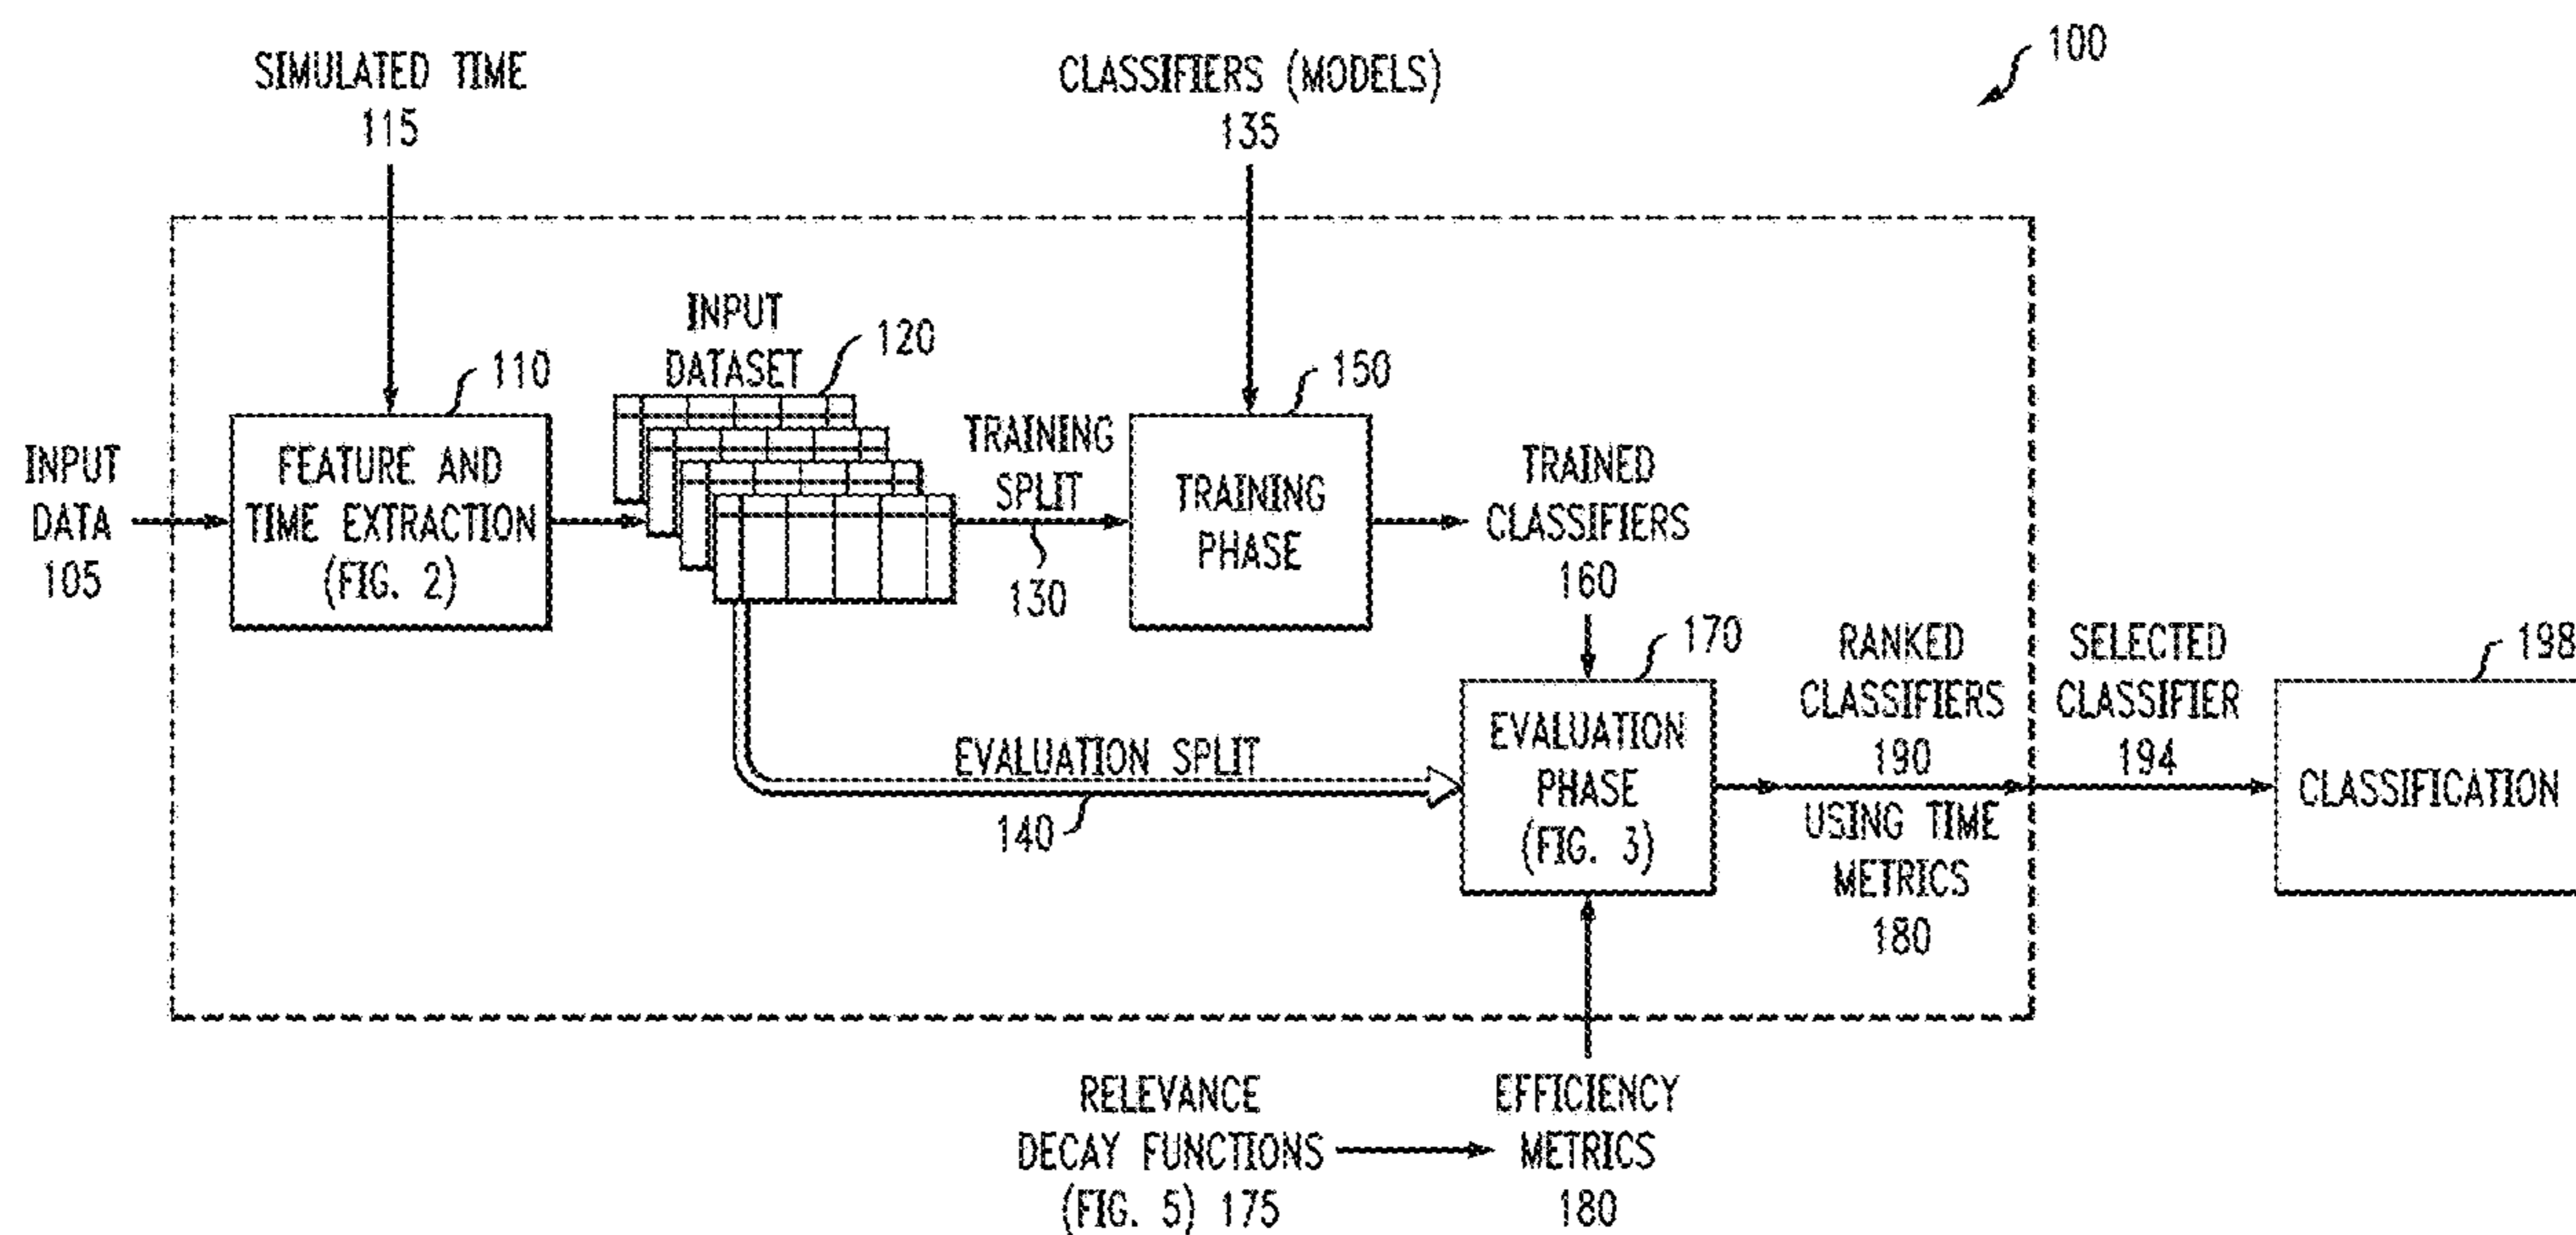 100
SIMULATED TIME
115
CLASSIFIERS (MODELS)
135
INPUT
DATA
105
110
FEATURE AND
TIME EXTRACTION
(FIG. 2)
INPUT
DATASET
120
TRAINING
SPLIT
130
150
TRAINING
PHASE
TRAINED
CLASSIFIERS
160
EVALUATION SPLIT
140
170
EVALUATION
PHASE
(FIG. 3)
RANKED
CLASSIFIERS
190
USING TIME
METRICS
180
SELECTED
CLASSIFIER
194
198
CLASSIFICATION
RELEVANCE
DECAY FUNCTIONS
(FIG. 5) 175
EFFICIENCY
METRICS
180